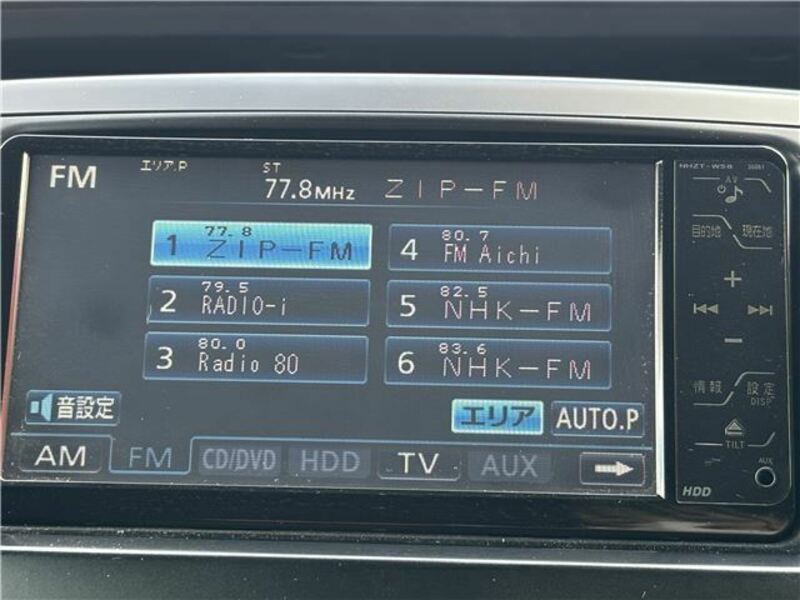 FM エリア.P ST
77.8MHz ZIP-FM
1 77.8 ZIP-FM
2 79.5 RADIO-i
3 80.0 Radio 80
4 80.7 FM Aichi
5 82.5 NHK-FM
6 83.6 NHK-FM
音設定
エリア AUTO.P
AM FM CD/DVD HDD TV AUX
NHZT-W58
AV
目的地 現在地
情報 設定
DISP
TILT
AUX
HDD